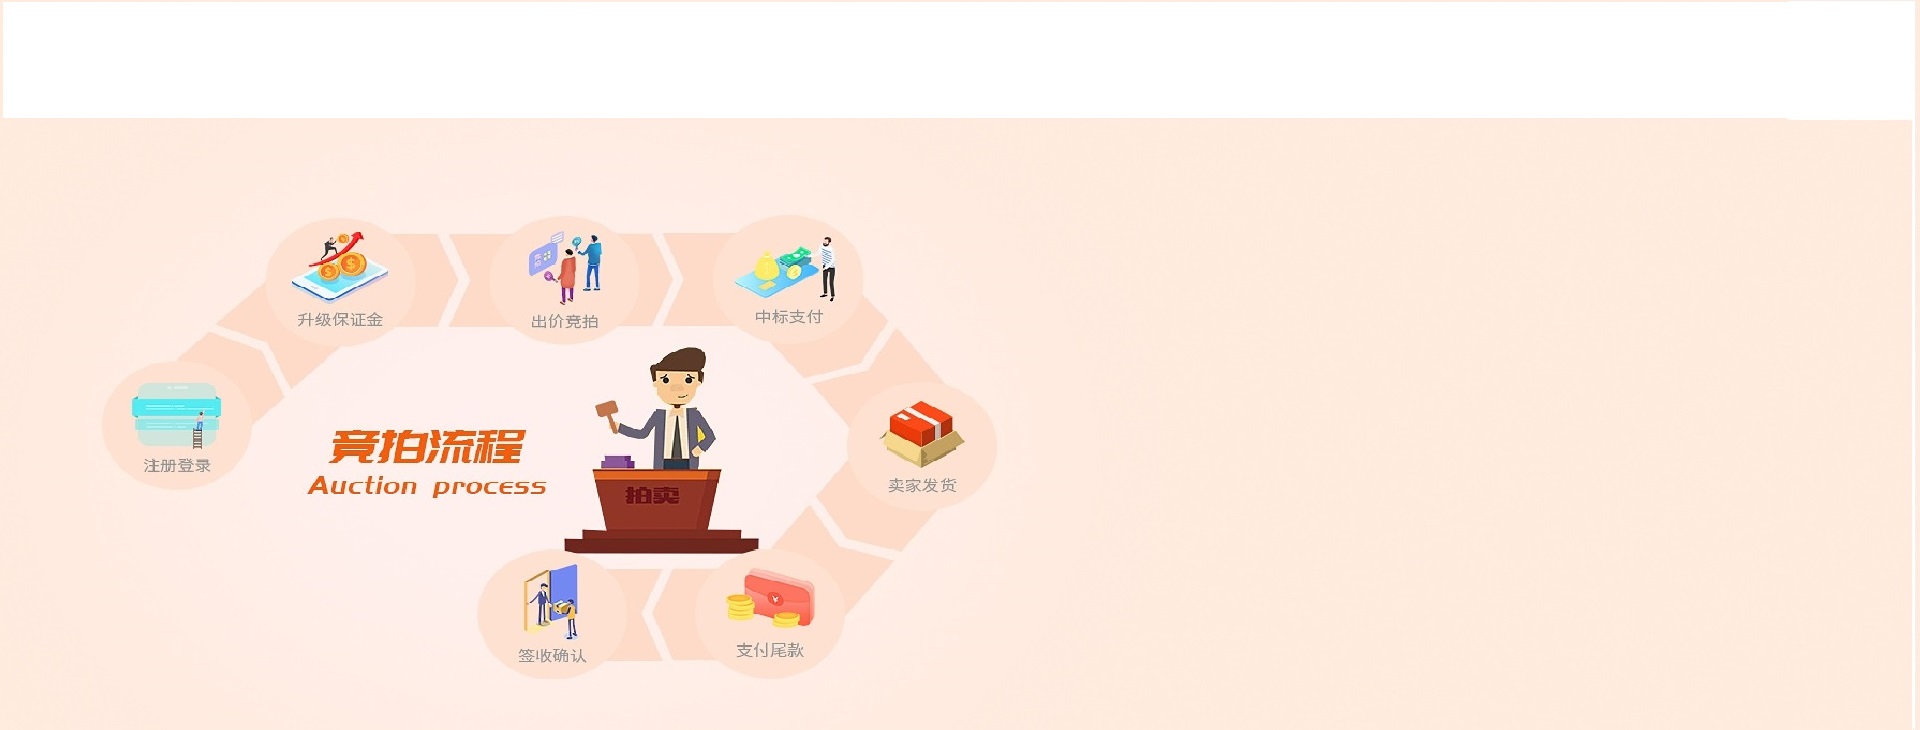 升级保证金
出价竞拍
中标支付
注册登录
竞拍流程
Auction process
拍卖
卖家发货
签收确认
支付尾款